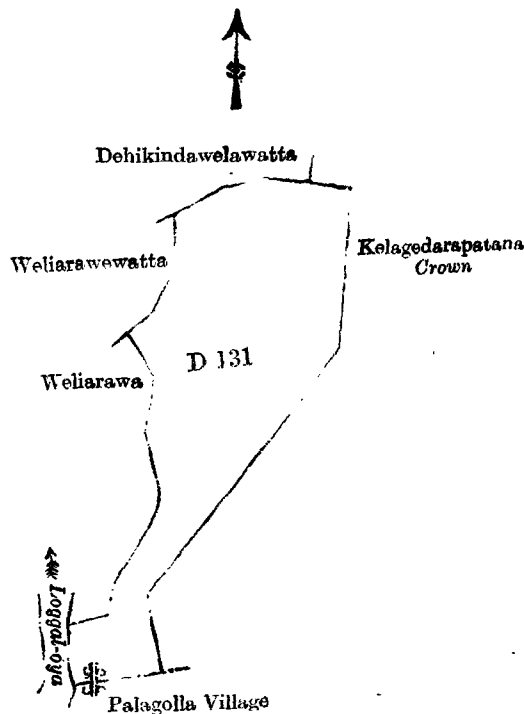 Dehikindawelawatta
Weliarawewatta
Kelagedarapatana
Crown
D 131
Weliarawa
Loggal-oya
Palagolla Village